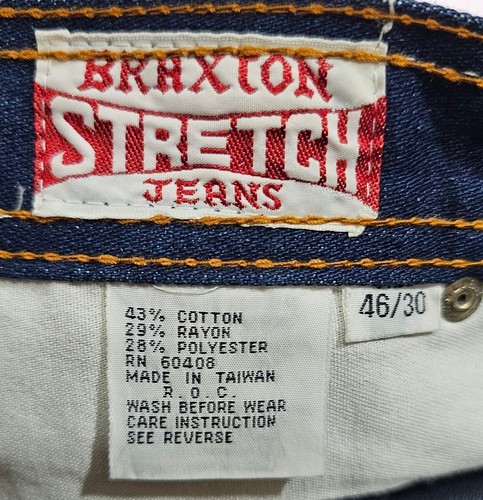 BRAXTON
STRETCH
JEANS
46/30
43% COTTON
29% RAYON
28% POLYESTER
RN 60408
MADE IN TAIWAN
R.O.C.
WASH BEFORE WEAR
CARE INSTRUCTION
SEE REVERSE